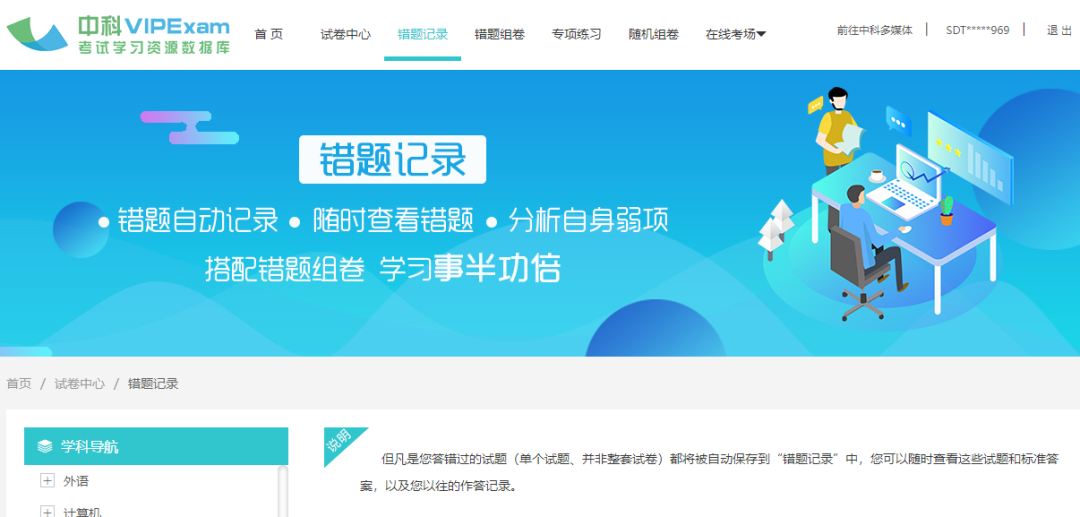 中科VIPExam
考试学习资源数据库
首 页 试卷中心 错题记录 错题组卷 专项练习 随机组卷 在线考场 前往中科多媒体 | SDT*****969 | 退 出
错题记录
• 错题自动记录 • 随时查看错题 • 分析自身弱项
搭配错题组卷 学习事半功倍
首页 / 试卷中心 / 错题记录
学科导航
外语
计算机
说明
但凡是您答错过的试题（单个试题、并非整套试卷）都将被自动保存到“错题记录”中，您可以随时查看这些试题和标准答
案，以及您以往的作答记录。